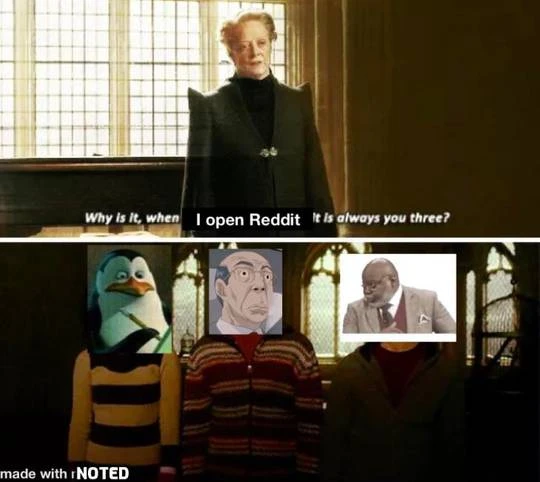 Why is it, when I open Reddit It is always you three?
made with NOTED